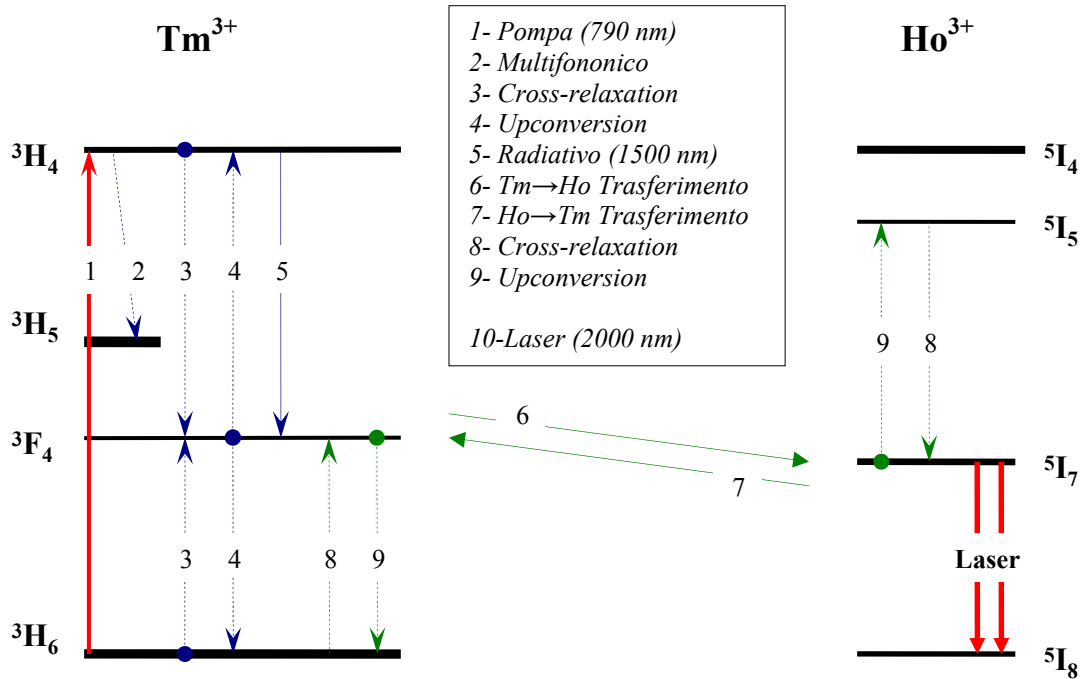 Tm³⁺
Ho³⁺
1- Pompa (790 nm)
2- Multifononico
3- Cross-relaxation
4- Upconversion
5- Radiativo (1500 nm)
6- Tm→Ho Trasferimento
7- Ho→Tm Trasferimento
8- Cross-relaxation
9- Upconversion
10-Laser (2000 nm)
³H₄
1
2
3
4
5
³H₅
³F₄
3
4
8
9
³H₆
6
7
⁵I₄
⁵I₅
9
8
⁵I₇
Laser
⁵I₈